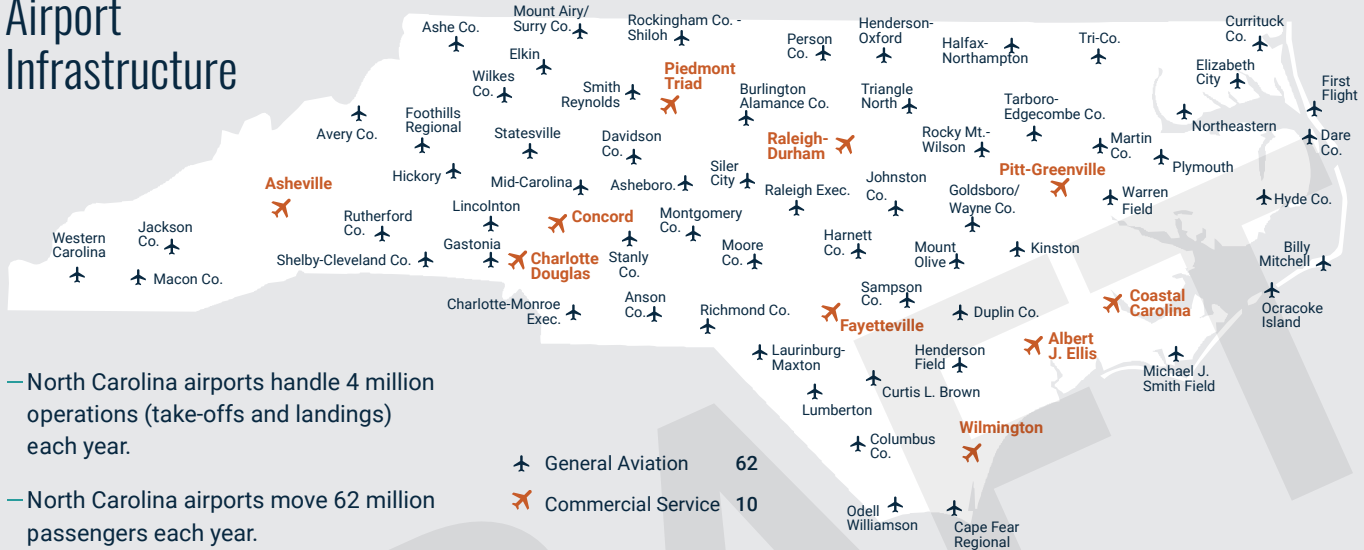 Airport
Infrastructure
Ashe Co.
Mount Airy/
Surry Co.
Rockingham Co. -
Shiloh
Person
Co.
Henderson-
Oxford
Halfax-
Northampton
Tri-Co.
Currituck
Co.
Elkin
Wilkes
Co.
Smith
Reynolds
Piedmont
Triad
Burlington
Alamance Co.
Triangle
North
Tarboro-
Edgecombe Co.
Elizabeth
City
First
Flight
Avery Co.
Foothills
Regional
Statesville
Davidson
Co.
Raleigh-
Durham
Rocky Mt.-
Wilson
Martin
Co.
Northeastern
Dare
Co.
Plymouth
Asheville
Hickory
Mid-Carolina
Asheboro.
Siler
City
Raleigh Exec.
Johnston
Co.
Goldsboro/
Wayne Co.
Pitt-Greenville
Warren
Field
Hyde Co.
Western
Carolina
Jackson
Co.
Macon Co.
Rutherford
Co.
Lincolnton
Concord
Montgomery
Co.
Shelby-Cleveland Co.
Gastonia
Charlotte
Douglas
Stanly
Co.
Moore
Co.
Harnett
Co.
Mount
Olive
Kinston
Billy
Mitchell
Charlotte-Monroe
Exec.
Anson
Co.
Richmond Co.
Sampson
Co.
Fayetteville
Duplin Co.
Coastal
Carolina
Ocracoke
Island
Laurinburg-
Maxton
Henderson
Field
Albert
J. Ellis
Michael J.
Smith Field
Lumberton
Curtis L. Brown
Columbus
Co.
Wilmington
Odell
Williamson
Cape Fear
Regional
North Carolina airports handle 4 million
operations (take-offs and landings)
each year.
North Carolina airports move 62 million
passengers each year.
General Aviation 62
Commercial Service 10